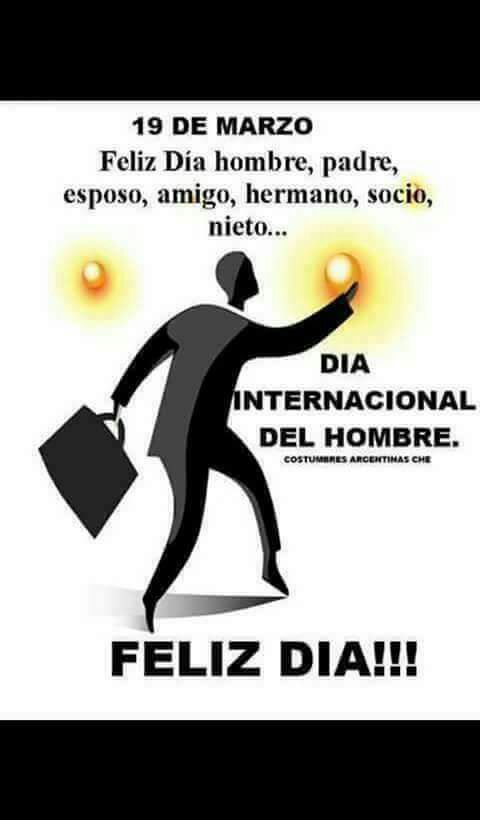 19 DE MARZO
Feliz Día hombre, padre,
esposo, amigo, hermano, socio,
nieto...
DIA
INTERNACIONAL
DEL HOMBRE.
COSTUMBRES ARGENTINAS CHE
FELIZ DIA!!!